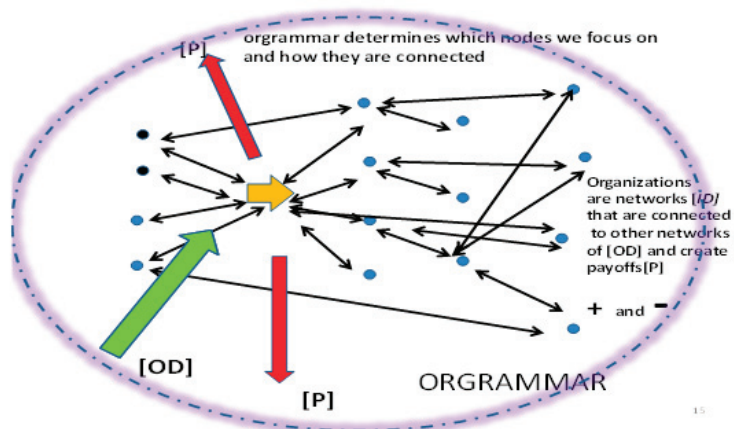 orgrammar determines which nodes we focus on
[P]
and how they are connected
Organizations
are networks [iD]
that are connected
to other networks
of [OD] and create
payoffs[P]
+ and -
[OD]
[P]
ORGRAMMAR
15